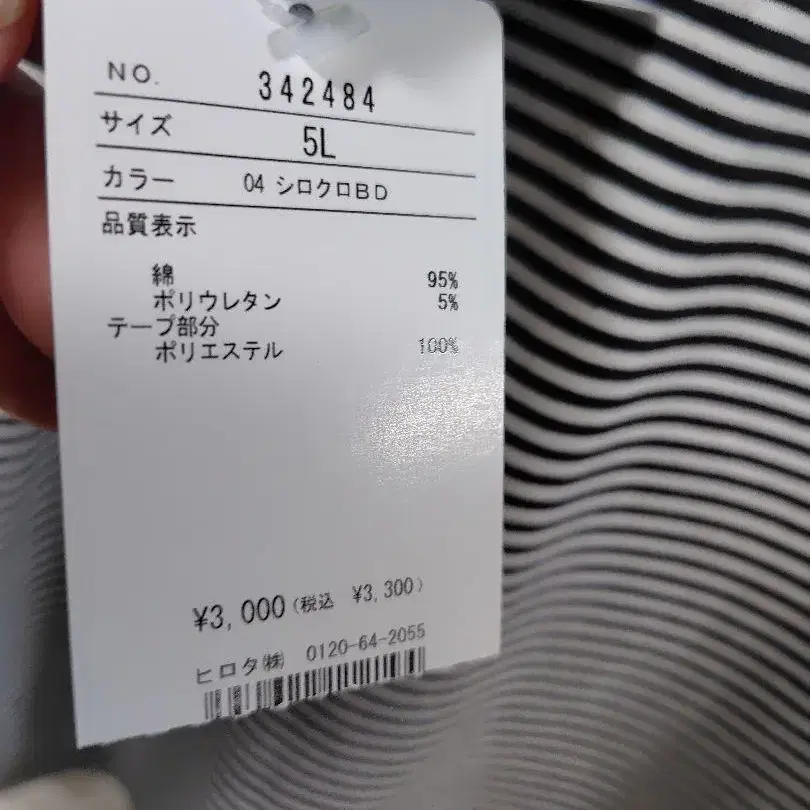 NO. 342484
サイズ 5L
カラー 04 シロクロBD
品質表示
綿 95%
ポリウレタン 5%
テープ部分
ポリエステル 100%
¥3,000(税込 ¥3,300)
ヒロタ㈱ 0120-64-2055